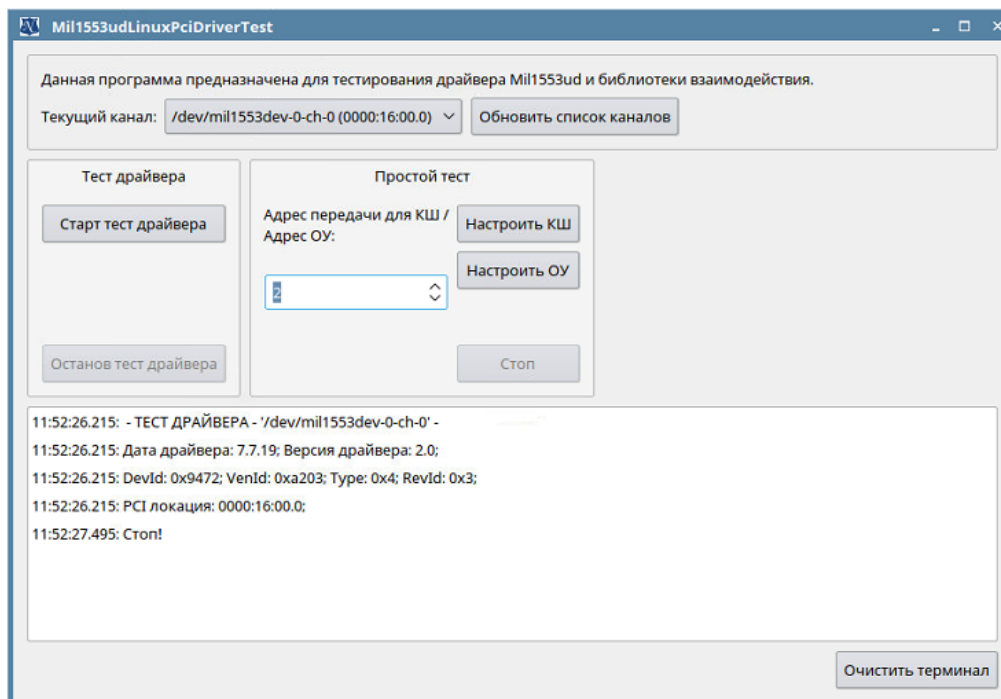 Mil1553udLinuxPciDriverTest
Данная программа предназначена для тестирования драйвера Mil1553ud и библиотеки взаимодействия.
Текущий канал: /dev/mil1553dev-0-ch-0 (0000:16:00.0) Обновить список каналов
Тест драйвера
Старт тест драйвера
Останов тест драйвера
Простой тест
Адрес передачи для КШ /
Адрес ОУ:
2
Настроить КШ
Настроить ОУ
Стоп
11:52:26.215: - ТЕСТ ДРАЙВЕРА - '/dev/mil1553dev-0-ch-0' -
11:52:26.215: Дата драйвера: 7.7.19; Версия драйвера: 2.0;
11:52:26.215: DevId: 0x9472; VenId: 0xa203; Type: 0x4; RevId: 0x3;
11:52:26.215: PCI локация: 0000:16:00.0;
11:52:27.495: Стоп!
Очистить терминал